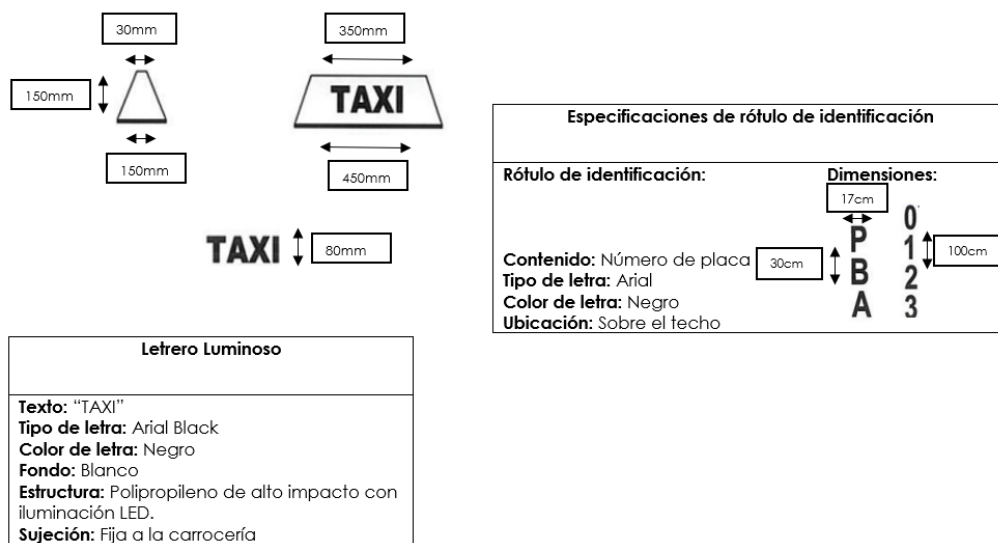 30mm
350mm
150mm
TAXI
150mm
450mm
TAXI
80mm
Letrero Luminoso
Texto: “TAXI”
Tipo de letra: Arial Black
Color de letra: Negro
Fondo: Blanco
Estructura: Polipropileno de alto impacto con
iluminación LED.
Sujeción: Fija a la carrocería
Especificaciones de rótulo de identificación
Rótulo de identificación:
Contenido: Número de placa
Tipo de letra: Arial
Color de letra: Negro
Ubicación: Sobre el techo
Dimensiones:
17cm
30cm
P
B
A
0
1
2
3
100cm